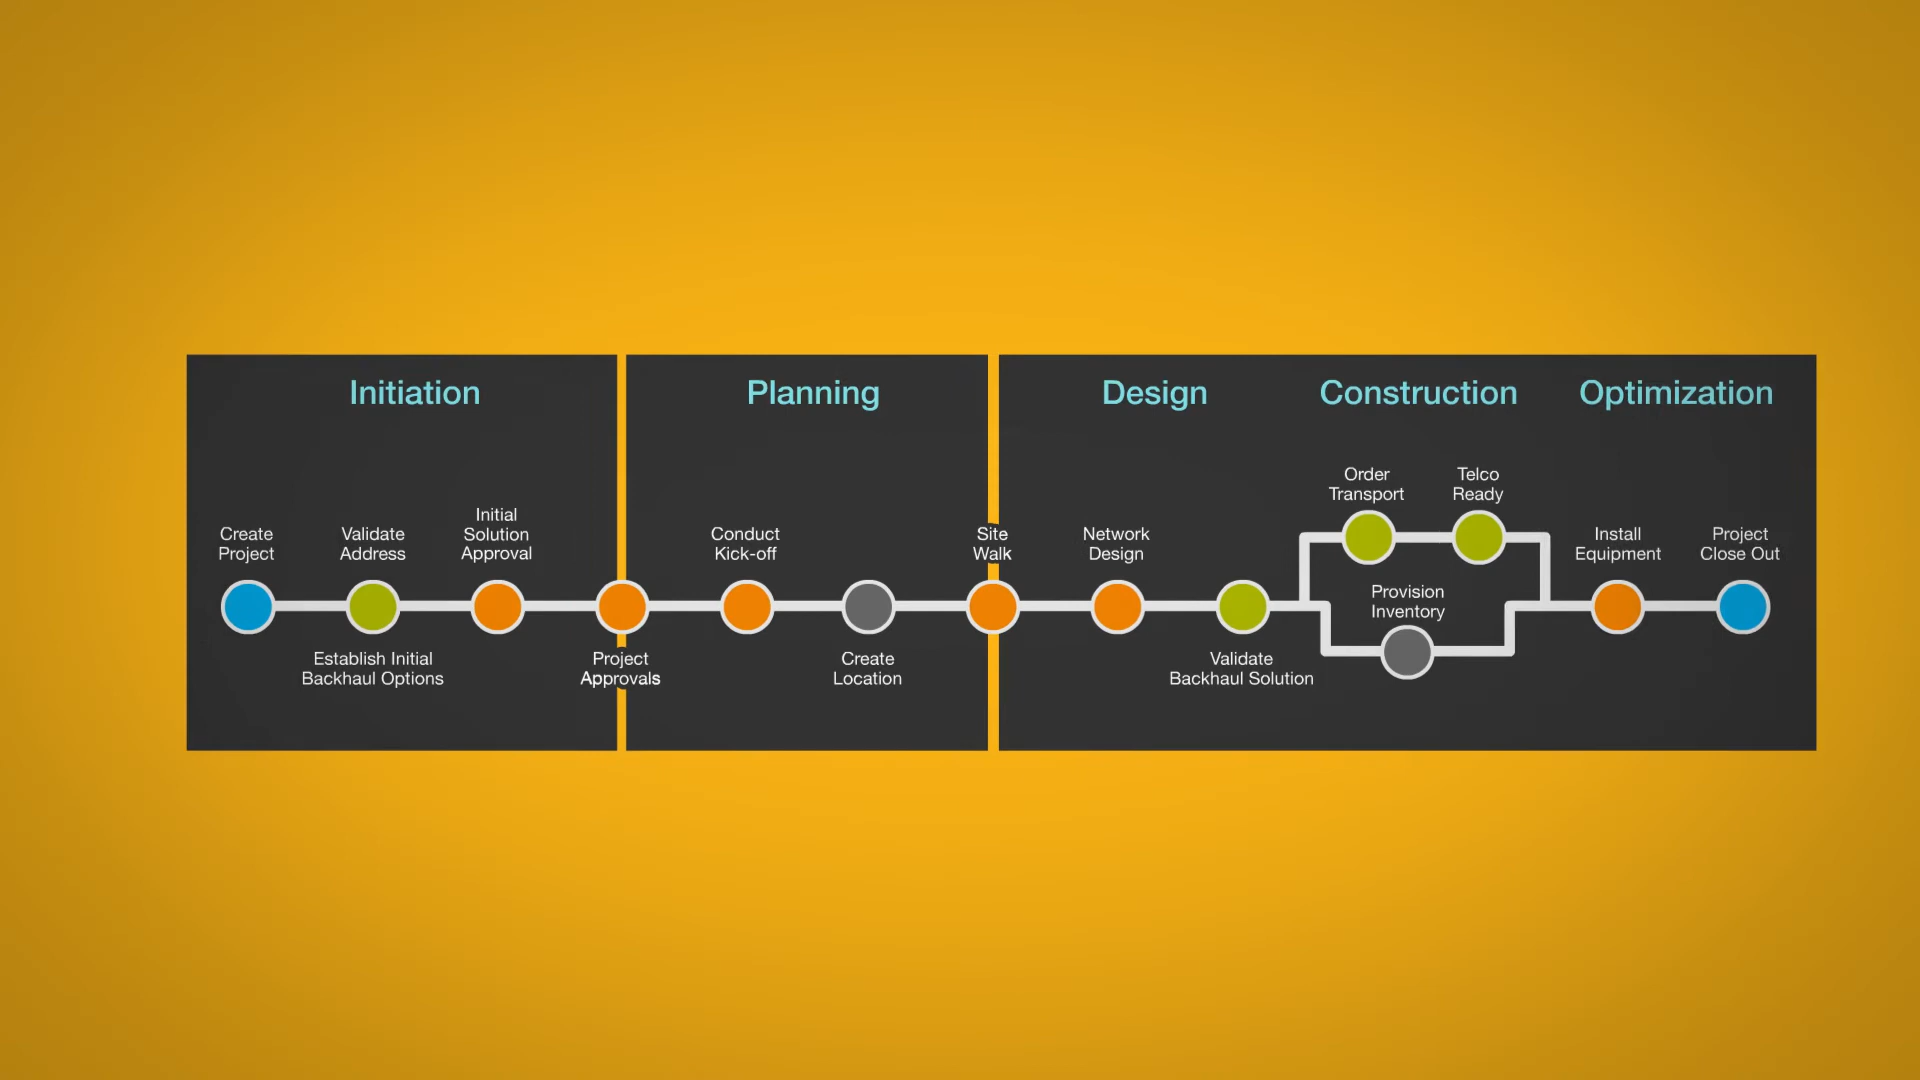 Initiation
Planning
Design
Construction
Optimization
Create
Project
Validate
Address
Establish Initial
Backhaul Options
Initial
Solution
Approval
Project
Approvals
Conduct
Kick-off
Create
Location
Site
Walk
Network
Design
Validate
Backhaul Solution
Order
Transport
Telco
Ready
Provision
Inventory
Install
Equipment
Project
Close Out